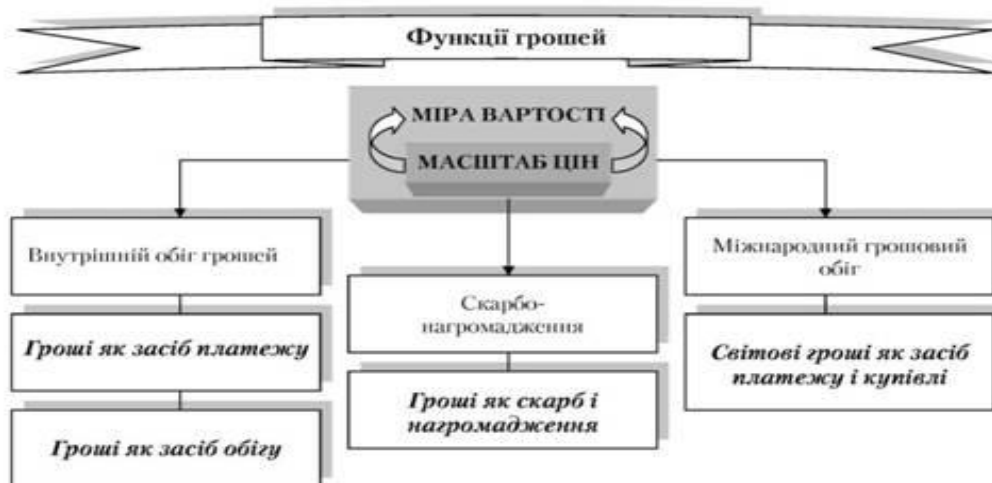 Функції грошей
МІРА ВАРТОСТІ
МАСШТАБ ЦІН
Внутрішній обіг грошей
Гроші як засіб платежу
Гроші як засіб обігу
Скарбо-
нагромадження
Гроші як скарб і
нагромадження
Міжнародний грошовий
обіг
Світові гроші як засіб
платежу і купівлі